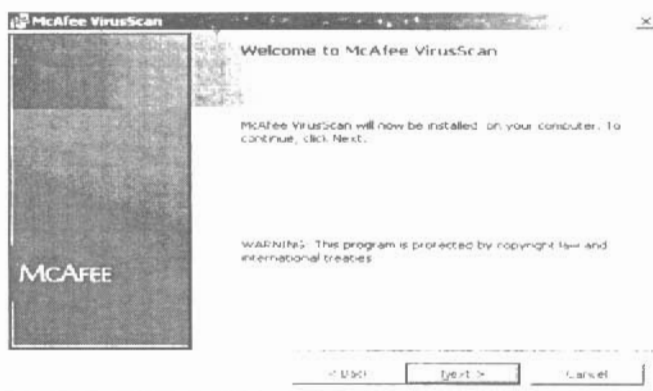 McAfee VirusScan
Welcome to McAfee VirusScan
McAfee VirusScan will now be installed on your computer. To
continue, click Next.
WARNING: This program is protected by copyright law and
international treaties
MCAFEE
< Back
Next >
Cancel